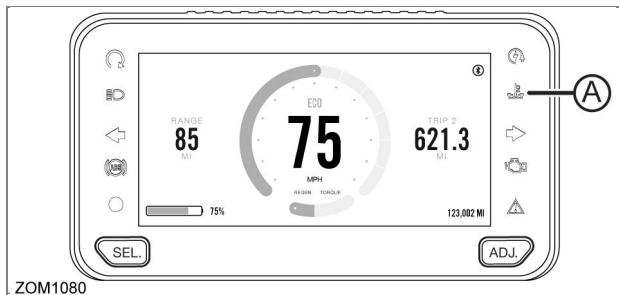 RANGE
85
MI
ECO
75
MPH
REGEN TORQUE
TRIP 2
621.3
MI
75%
123,002 MI
ABS
A
SEL.
ADJ.
ZOM1080